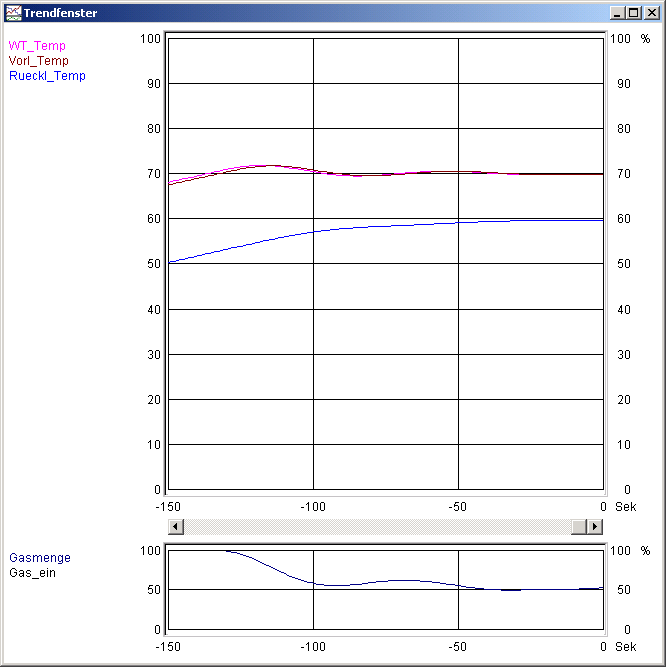 Trendfenster
WT_Temp
Vorl_Temp
Rueckl_Temp
100 100 %
90 90
80 80
70 70
60 60
50 50
40 40
30 30
20 20
10 10
0 0
-150 -100 -50 0 Sek
Gasmenge
Gas_ein
100 100 %
50 50
0 0
-150 -100 -50 0 Sek